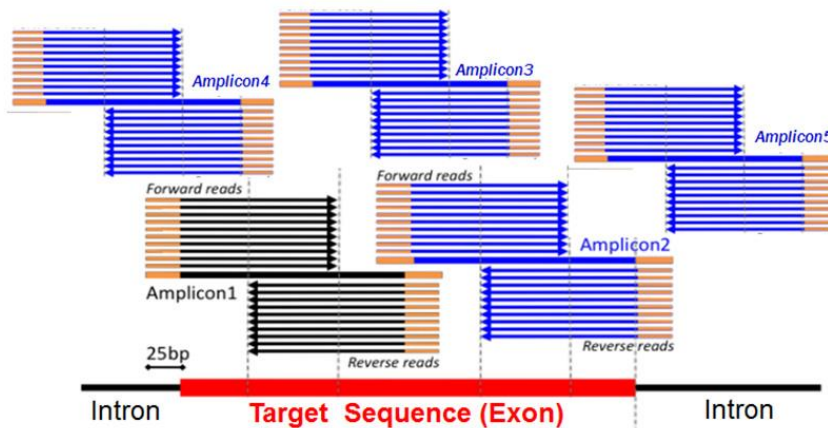 Amplicon4
Amplicon3
Amplicon5
Forward reads
Forward reads
Amplicon2
Amplicon1
Reverse reads
Reverse reads
25bp
Intron
Target Sequence (Exon)
Intron